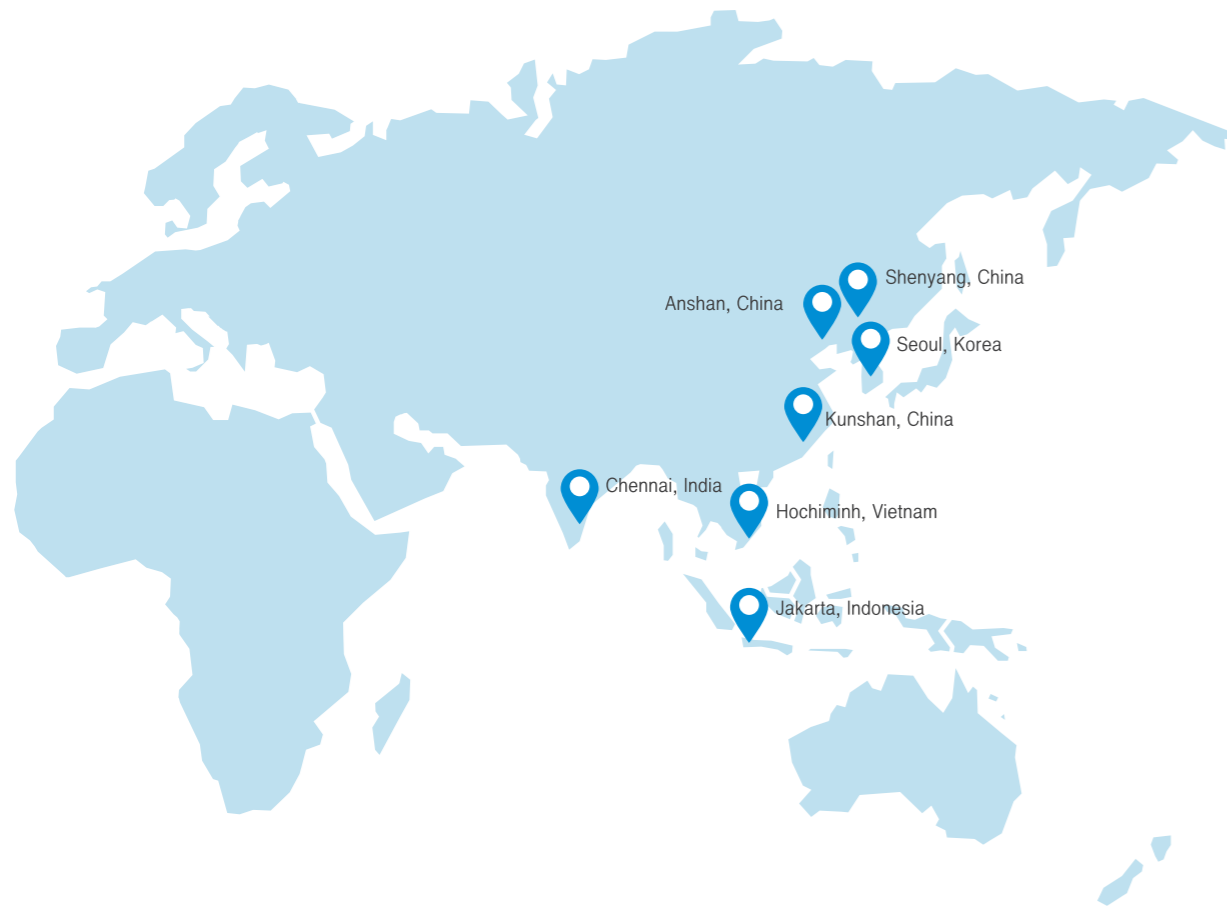 Shenyang, China
Anshan, China
Seoul, Korea
Kunshan, China
Chennai, India
Hochiminh, Vietnam
Jakarta, Indonesia